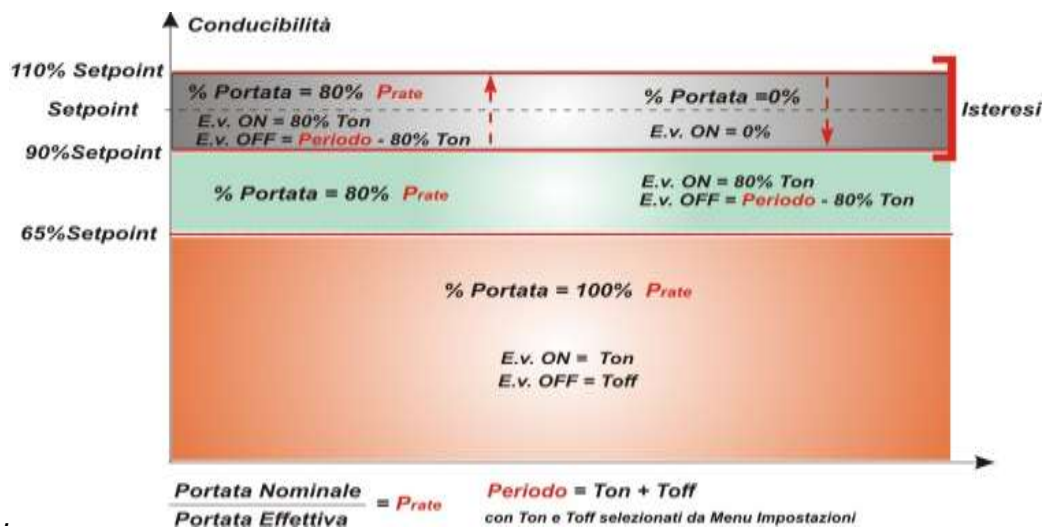 Conducibilità
110% Setpoint
% Portata = 80% Prate
% Portata =0%
Setpoint
Isteresi
E.v. ON = 80% Ton
E.v. OFF = Periodo - 80% Ton
E.v. ON = 0%
90%Setpoint
% Portata = 80% Prate
E.v. ON = 80% Ton
E.v. OFF = Periodo - 80% Ton
65%Setpoint
% Portata = 100% Prate
E.v. ON = Ton
E.v. OFF = Toff
Portata Nominale
Portata Effettiva
= Prate
Periodo = Ton + Toff
con Ton e Toff selezionati da Menu Impostazioni